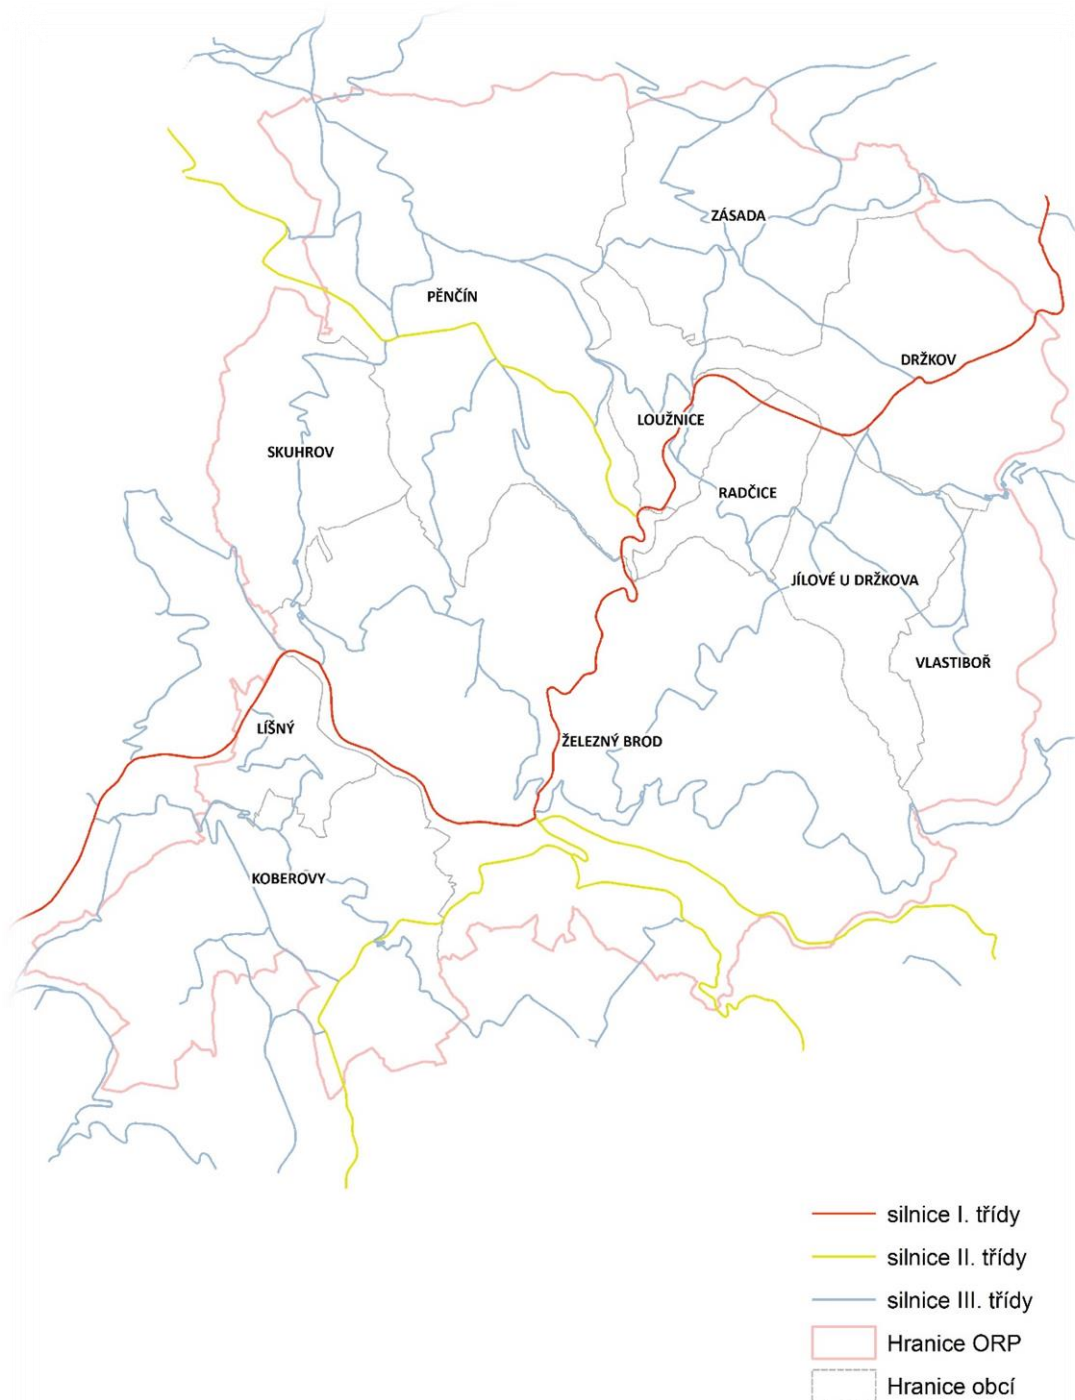 ZÁSADA
PĚNČÍN
DRŽKOV
LOUŽNICE
SKUHROV
RADČICE
JÍLOVÉ U DRŽKOVA
VLASTIBOŘ
LÍŠNÝ
ŽELEZNÝ BROD
KOBEROVY
silnice I. třídy
silnice II. třídy
silnice III. třídy
Hranice ORP
Hranice obcí